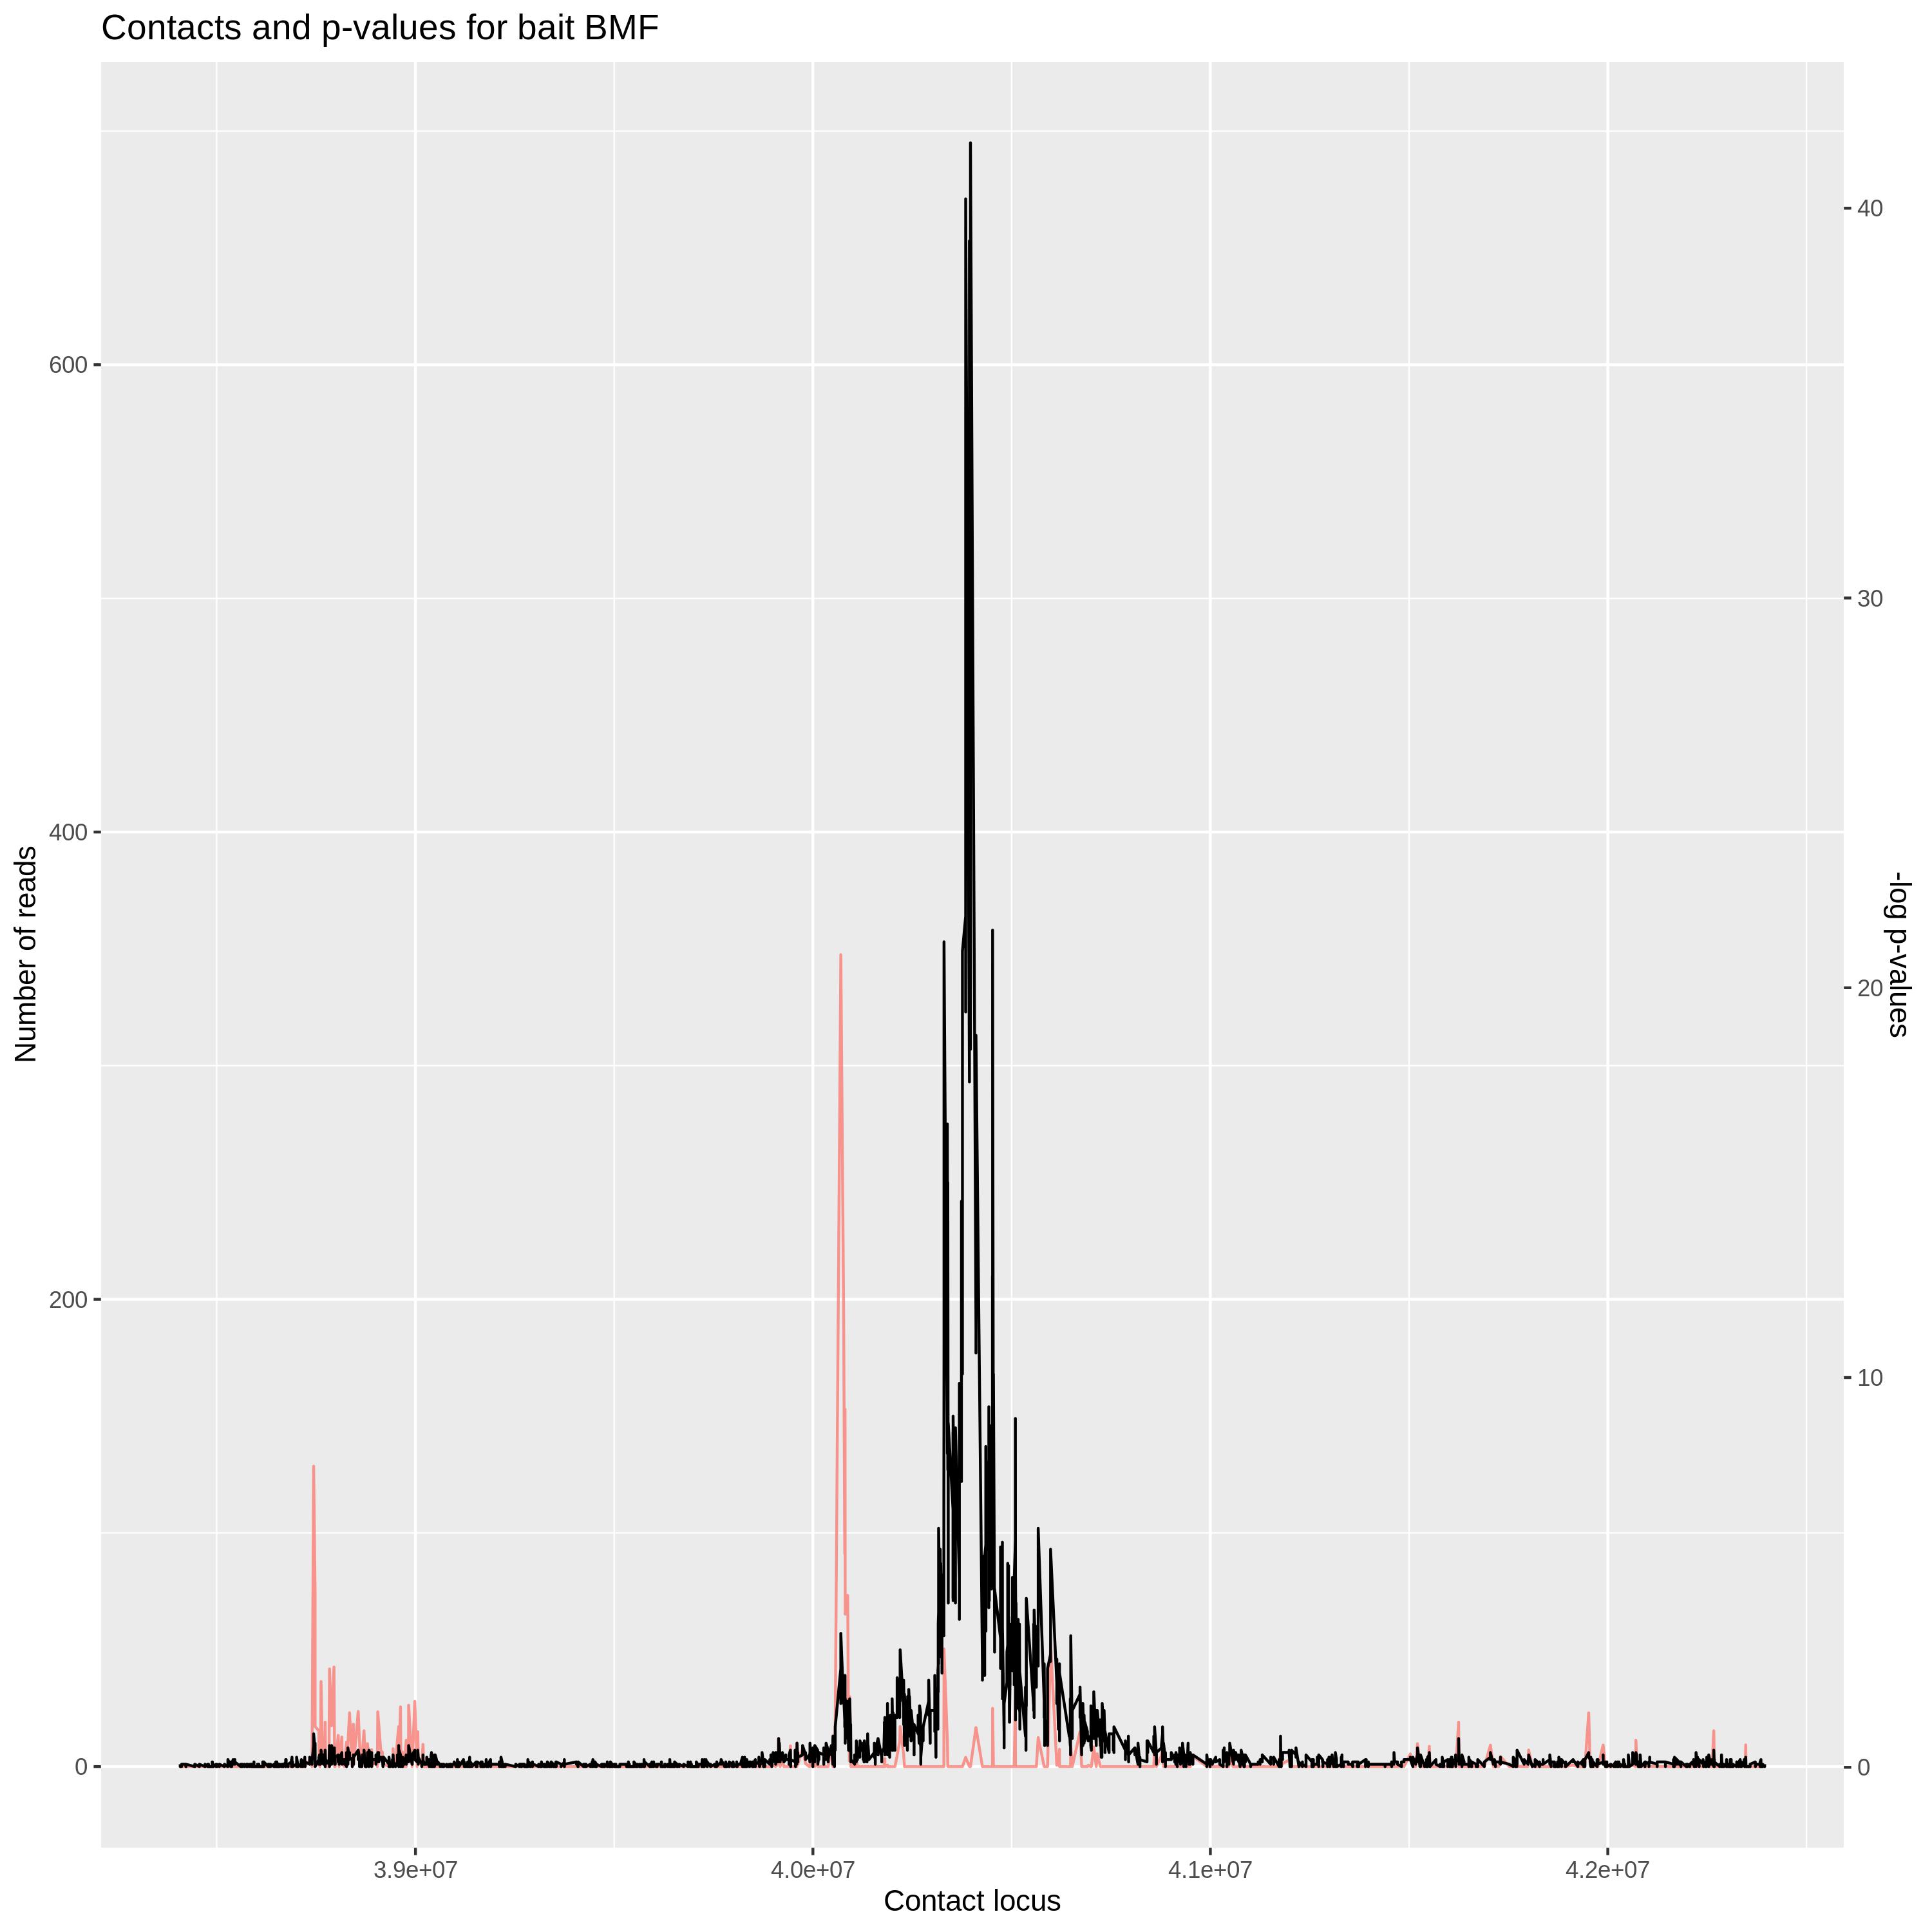 Contacts and p-values for bait BMF
Number of reads
600
400
200
0
40
30
20
10
0
-log p-values
3.9e+07
4.0e+07
4.1e+07
4.2e+07
Contact locus